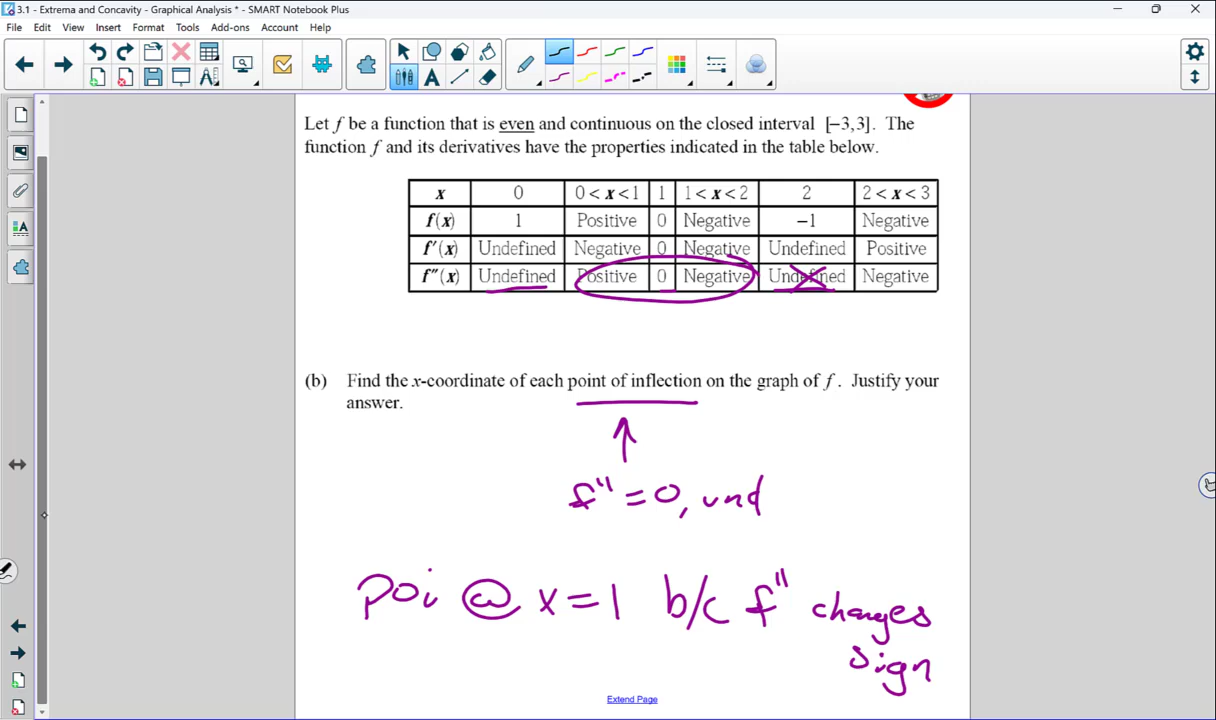 3.1 - Extrema and Concavity - Graphical Analysis * - SMART Notebook Plus
File Edit View Insert Format Tools Add-ons Account Help
Let f be a function that is even and continuous on the closed interval [−3,3]. The
function f and its derivatives have the properties indicated in the table below.
x 0 0 < x < 1 1 1 < x < 2 2 2 < x < 3
f(x) 1 Positive 0 Negative −1 Negative
f′(x) Undefined Negative 0 Negative Undefined Positive
f″(x) Undefined Positive 0 Negative Undefined Negative
(b) Find the x-coordinate of each point of inflection on the graph of f. Justify your
answer.
f" = 0, und
poi @ x = 1 b/c f" changes
sign
Extend Page